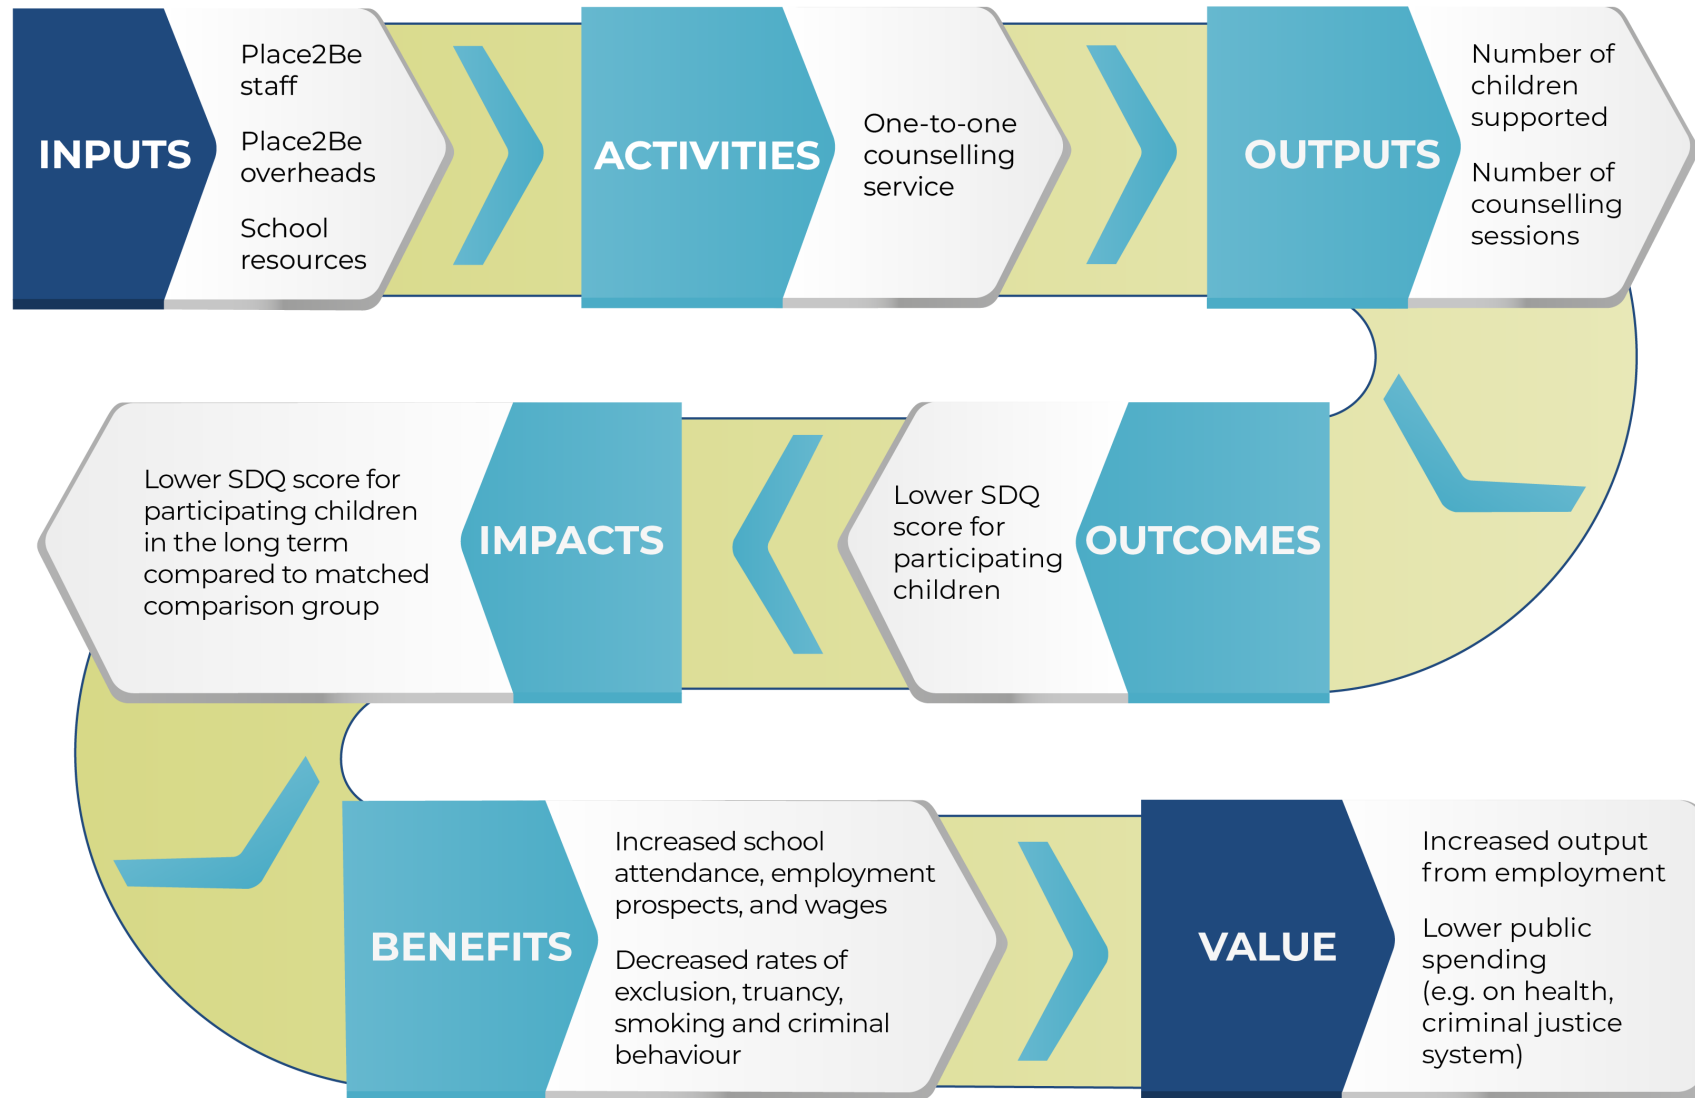 INPUTS
Place2Be
staff
Place2Be
overheads
School
resources
ACTIVITIES
One-to-one
counselling
service
OUTPUTS
Number of
children
supported
Number of
counselling
sessions
OUTCOMES
Lower SDQ
score for
participating
children
IMPACTS
Lower SDQ score for
participating children
in the long term
compared to matched
comparison group
BENEFITS
Increased school
attendance, employment
prospects, and wages
Decreased rates of
exclusion, truancy,
smoking and criminal
behaviour
VALUE
Increased output
from employment
Lower public
spending
(e.g. on health,
criminal justice
system)